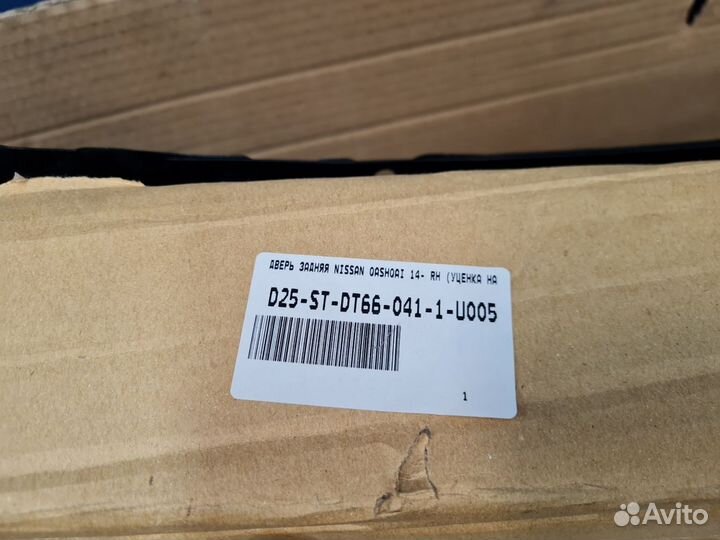 ДВЕРЬ ЗАДНЯЯ NISSAN QASHQAI 14- RH (УЦЕНКА НА
D25-ST-DT66-041-1-U005
1
Avito